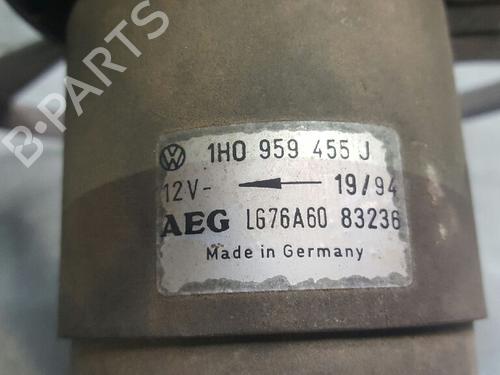 B-PARTS
1H0 959 455 J
12V- 19/94
AEG LG76A60 83236
Made in Germany